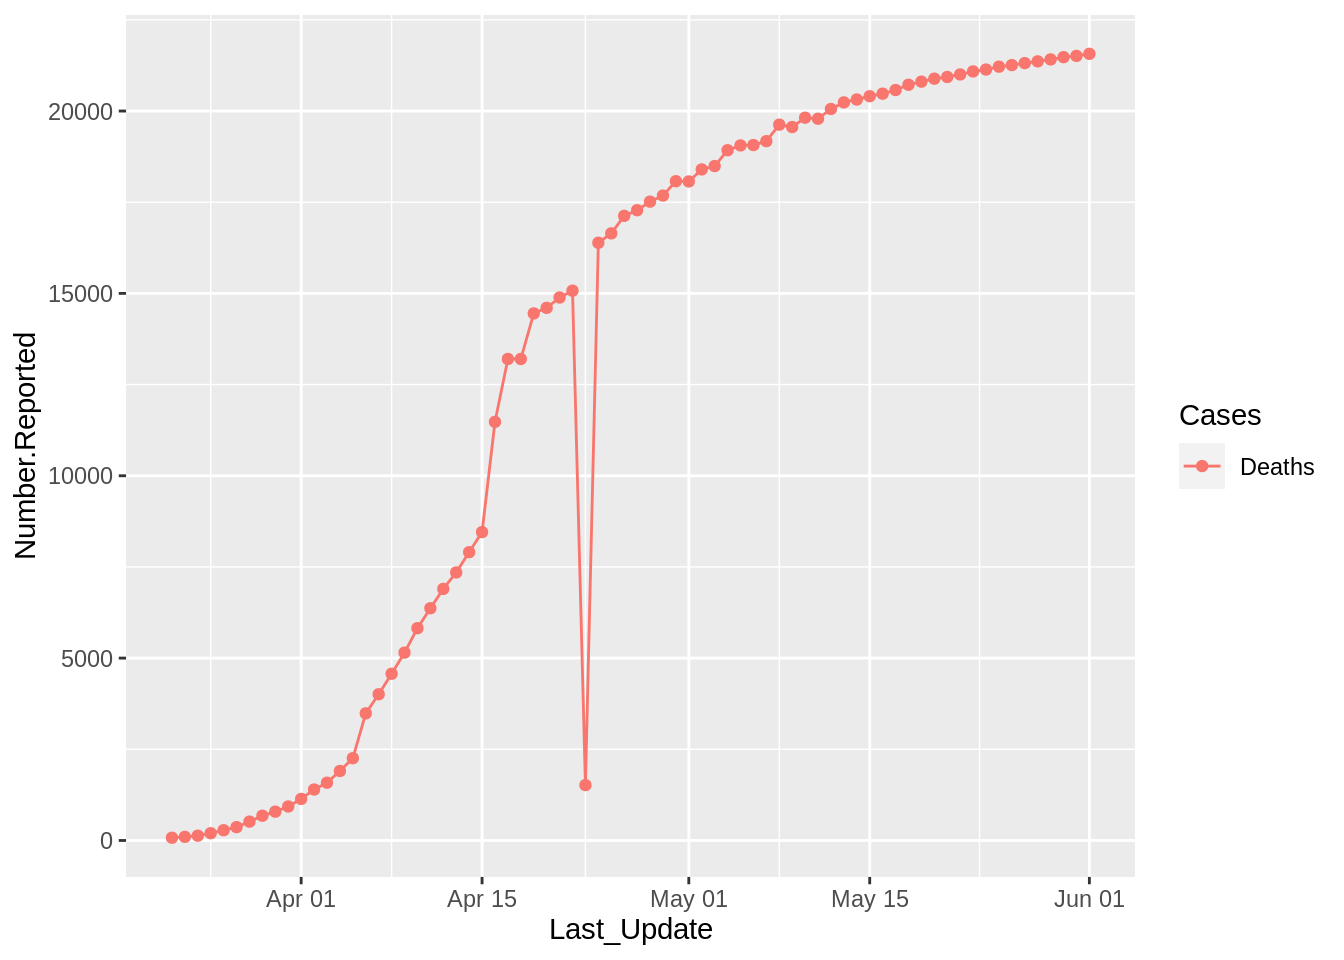 Number.Reported
20000
15000
10000
5000
0
Apr 01
Apr 15
May 01
May 15
Jun 01
Last_Update
Cases
Deaths